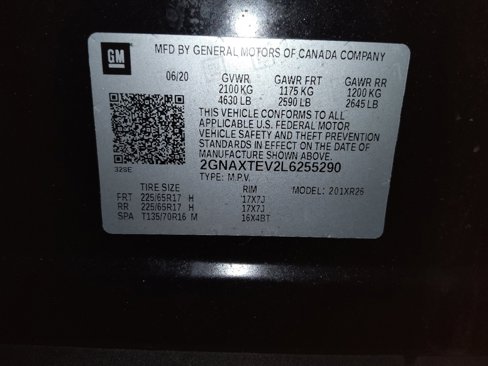 GM
MFD BY GENERAL MOTORS OF CANADA COMPANY
06/20 GVWR GAWR FRT GAWR RR
2100 KG 1175 KG 1200 KG
4630 LB 2590 LB 2645 LB
THIS VEHICLE CONFORMS TO ALL
APPLICABLE U.S. FEDERAL MOTOR
VEHICLE SAFETY AND THEFT PREVENTION
STANDARDS IN EFFECT ON THE DATE OF
MANUFACTURE SHOWN ABOVE.
2GNAXTEV2L6255290
328E TYPE: M.P.V.
TIRE SIZE RIM MODEL: 201XR26
FRT 225/65R17 H 17X7J
RR 225/65R17 H 17X7J
SPA T135/70R16 M 16X4BT